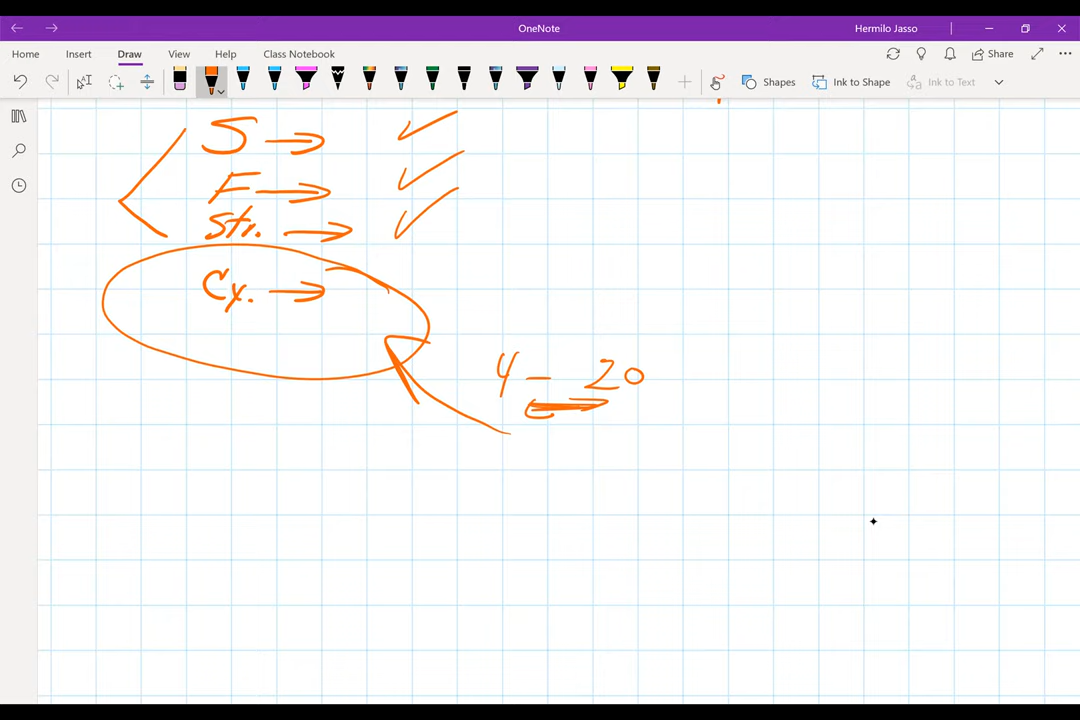 OneNote
Hermilo Jasso
Home Insert Draw View Help Class Notebook
Share
Shapes
Ink to Shape
Ink to Text
S → ✓
F → ✓
Str. → ✓
Cx. →
4 - 20